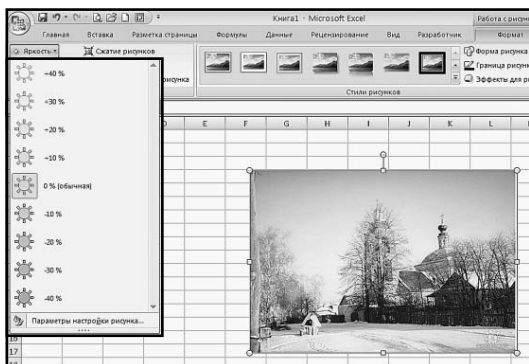 Книга1 - Microsoft Excel
Работа с рисун
Главная Вставка Разметка страницы Формулы Данные Рецензирование Вид Разработчик Формат
Яркость Сжатие рисунков
Форма рисунка
Граница рисунк
Эффекты для ри
рисунка
Стили рисунков
E F G H I J K L
+40 %
+30 %
+20 %
+10 %
0 % (обычная)
-10 %
-20 %
-30 %
-40 %
Параметры настройки рисунка...
17